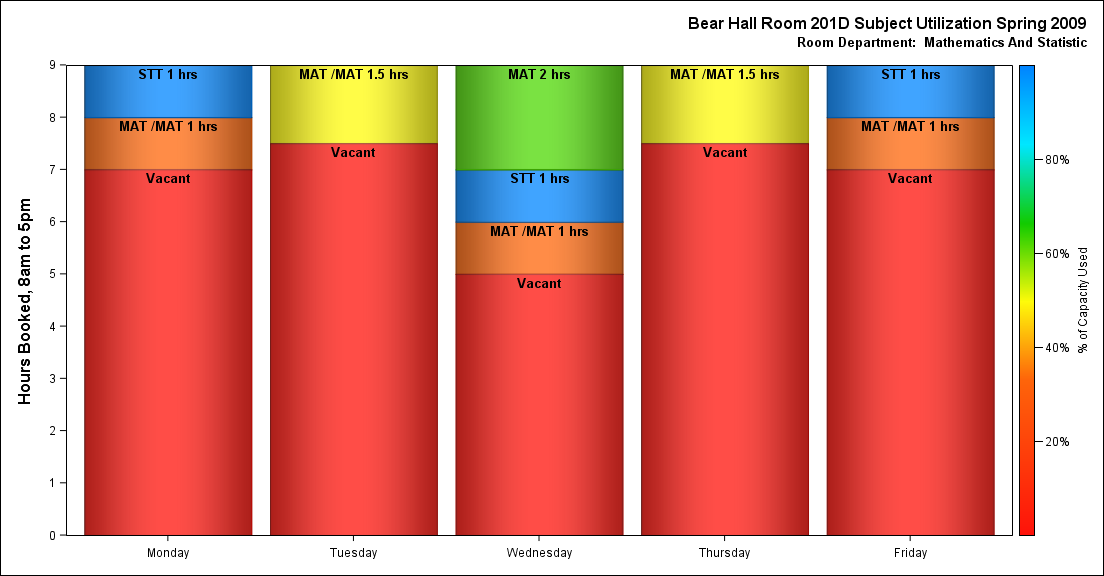 Bear Hall Room 201D Subject Utilization Spring 2009
Room Department:  Mathematics And Statistic
Hours Booked, 8am to 5pm
9
8
7
6
5
4
3
2
1
0
STT 1 hrs
MAT /MAT 1 hrs
Vacant
MAT /MAT 1.5 hrs
Vacant
MAT 2 hrs
STT 1 hrs
MAT /MAT 1 hrs
Vacant
MAT /MAT 1.5 hrs
Vacant
STT 1 hrs
MAT /MAT 1 hrs
Vacant
Monday
Tuesday
Wednesday
Thursday
Friday
80%
60%
40%
20%
% of Capacity Used